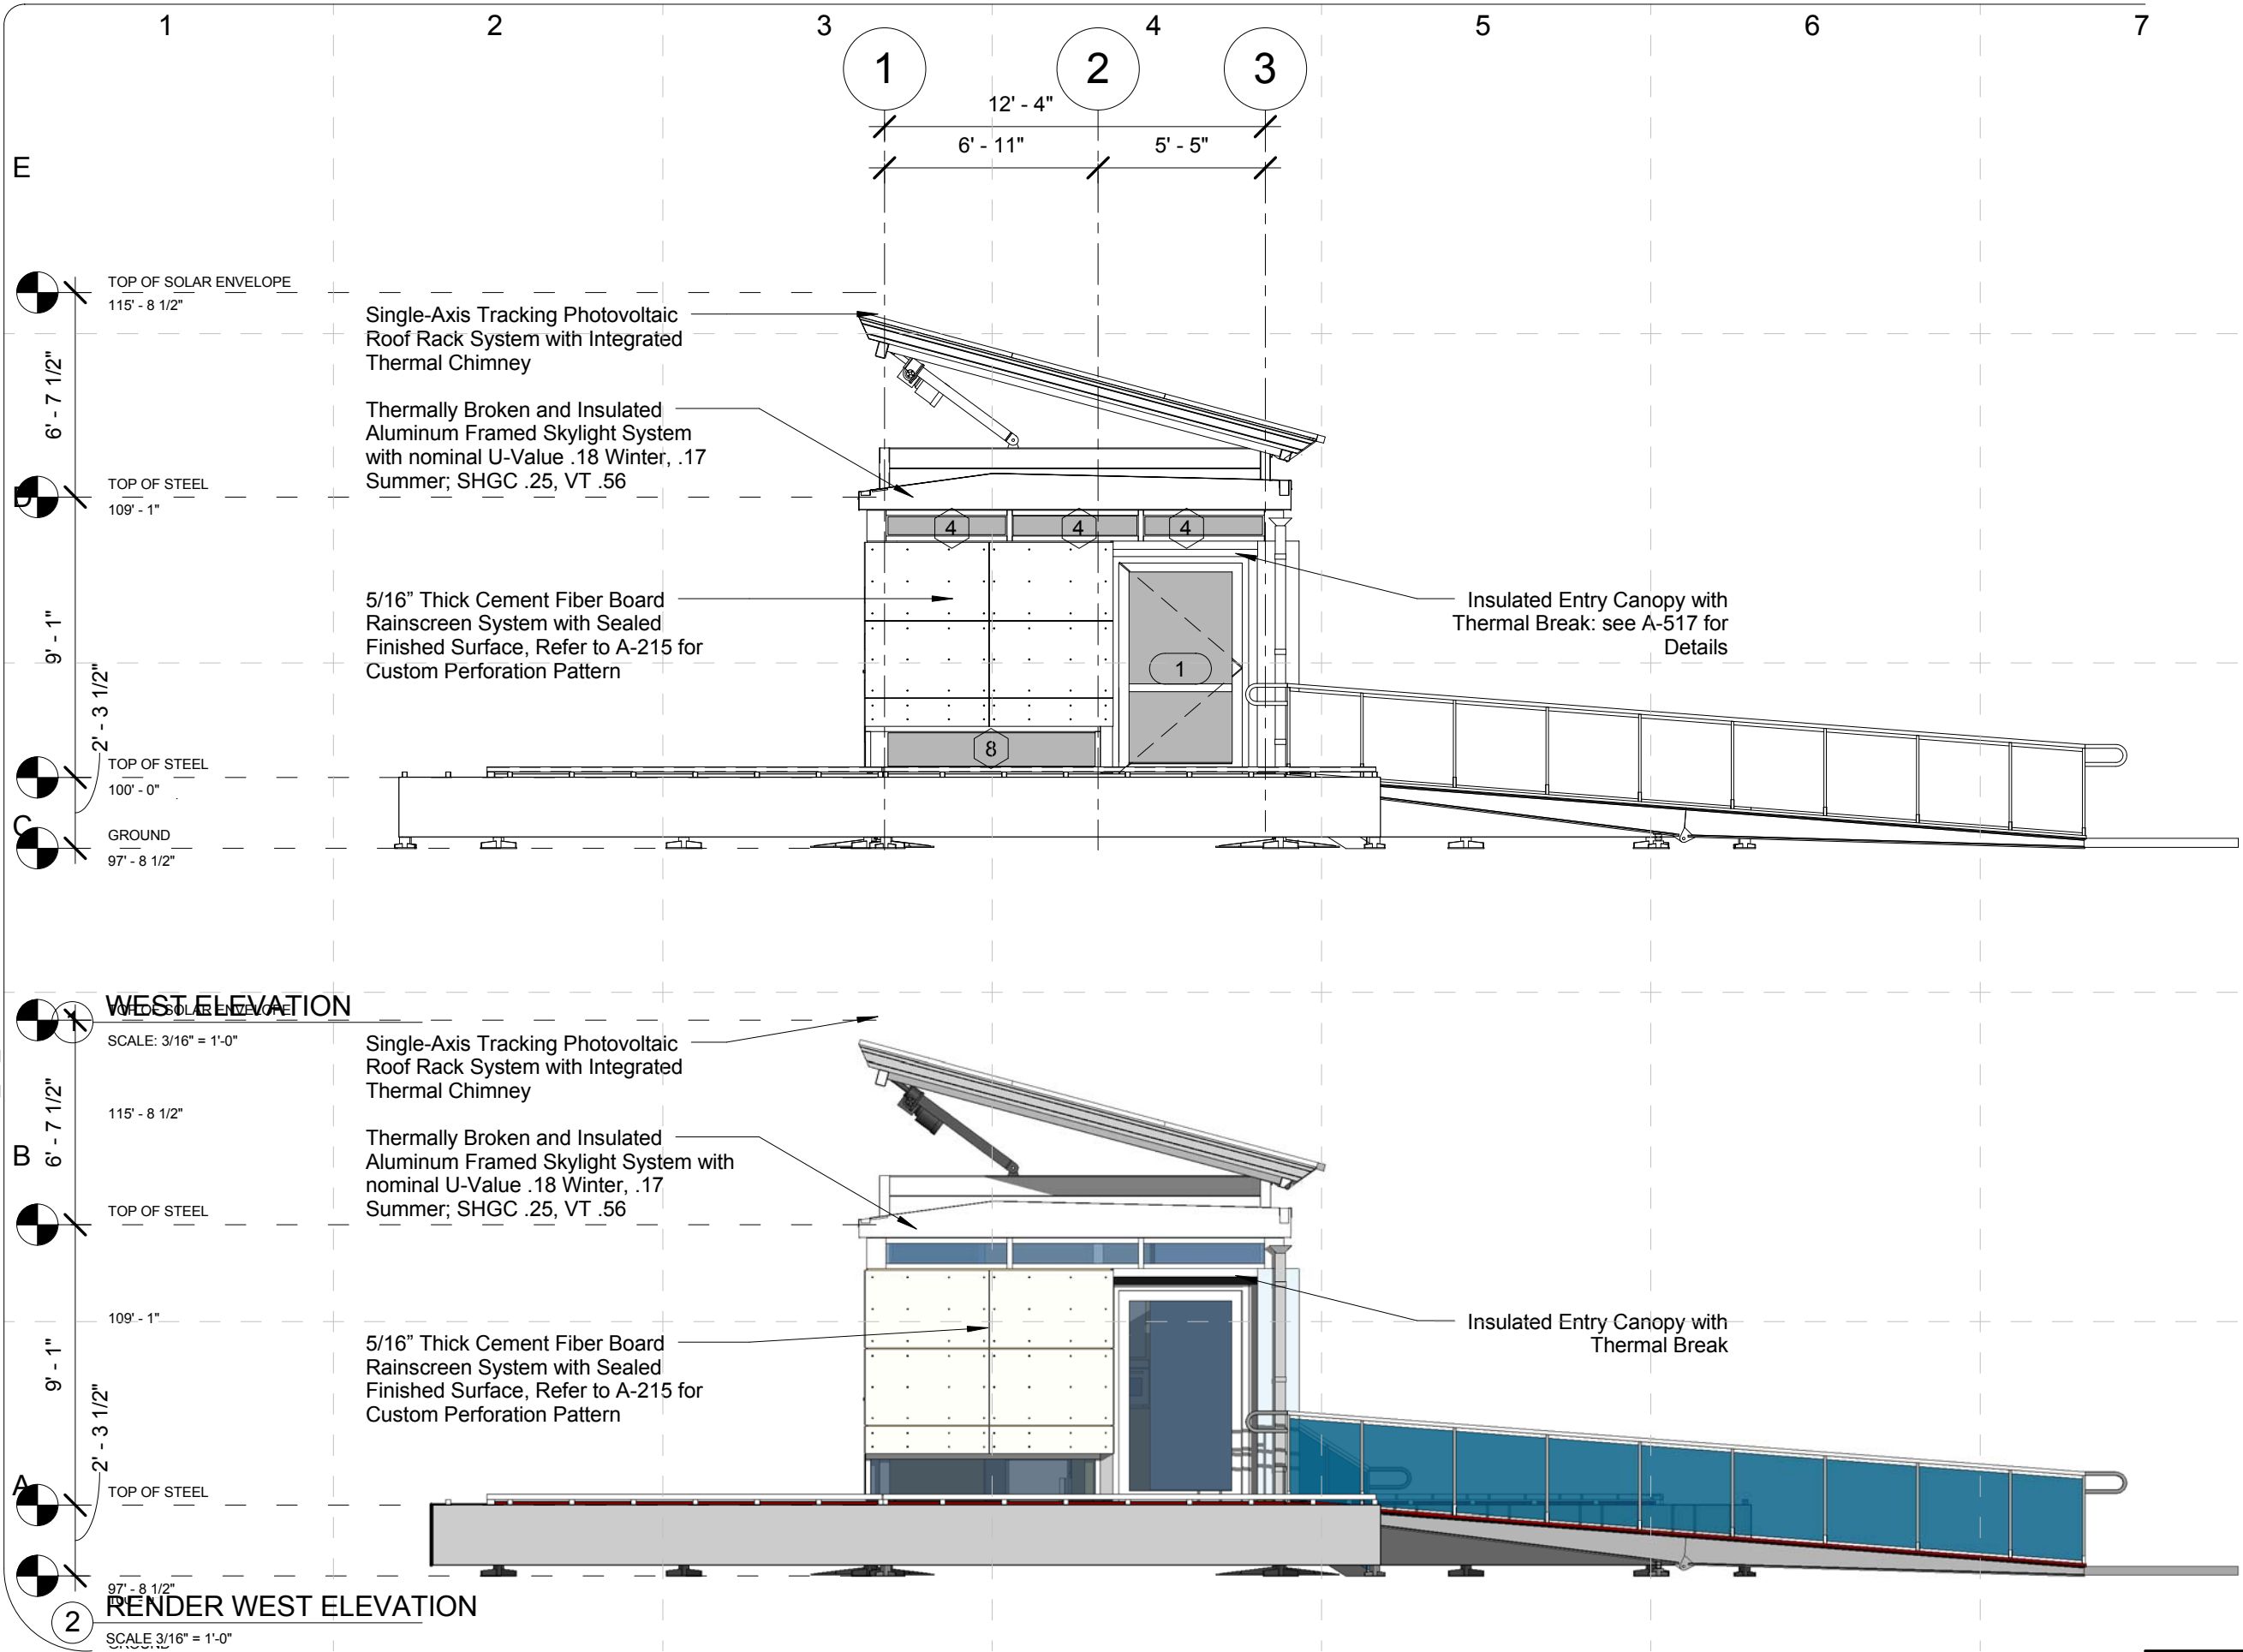 1 2 3 4 5 6 7
1 2 3
12' - 4"
6' - 11" 5' - 5"
E
TOP OF SOLAR ENVELOPE
115' - 8 1/2"
Single-Axis Tracking Photovoltaic
Roof Rack System with Integrated
Thermal Chimney
6' - 7 1/2"
Thermally Broken and Insulated
Aluminum Framed Skylight System
with nominal U-Value .18 Winter, .17
Summer; SHGC .25, VT .56
D
TOP OF STEEL
109' - 1"
4 4 4
9' - 1"
5/16” Thick Cement Fiber Board
Rainscreen System with Sealed
Finished Surface, Refer to A-215 for
Custom Perforation Pattern
Insulated Entry Canopy with
Thermal Break: see A-517 for
Details
1
2' - 3 1/2"
8
TOP OF STEEL
100' - 0"
C
GROUND
97' - 8 1/2"
1
WEST ELEVATION
TOP OF SOLAR ENVELOPE
SCALE: 3/16" = 1'-0"
Single-Axis Tracking Photovoltaic
Roof Rack System with Integrated
Thermal Chimney
6' - 7 1/2"
115' - 8 1/2"
B
Thermally Broken and Insulated
Aluminum Framed Skylight System with
nominal U-Value .18 Winter, .17
Summer; SHGC .25, VT .56
TOP OF STEEL
109' - 1"
9' - 1"
5/16” Thick Cement Fiber Board
Rainscreen System with Sealed
Finished Surface, Refer to A-215 for
Custom Perforation Pattern
Insulated Entry Canopy with
Thermal Break
2' - 3 1/2"
A
TOP OF STEEL
97' - 8 1/2"
2
RENDER WEST ELEVATION
SCALE 3/16" = 1'-0"